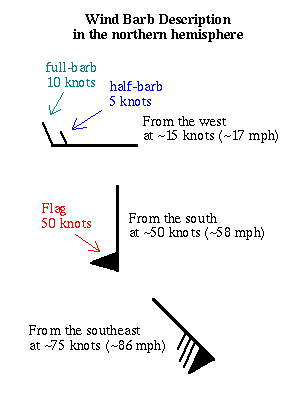 Wind Barb Description
in the northern hemisphere
full-barb
10 knots
half-barb
5 knots
From the west
at ~15 knots (~17 mph)
Flag
50 knots
From the south
at ~50 knots (~58 mph)
From the southeast
at ~75 knots (~86 mph)